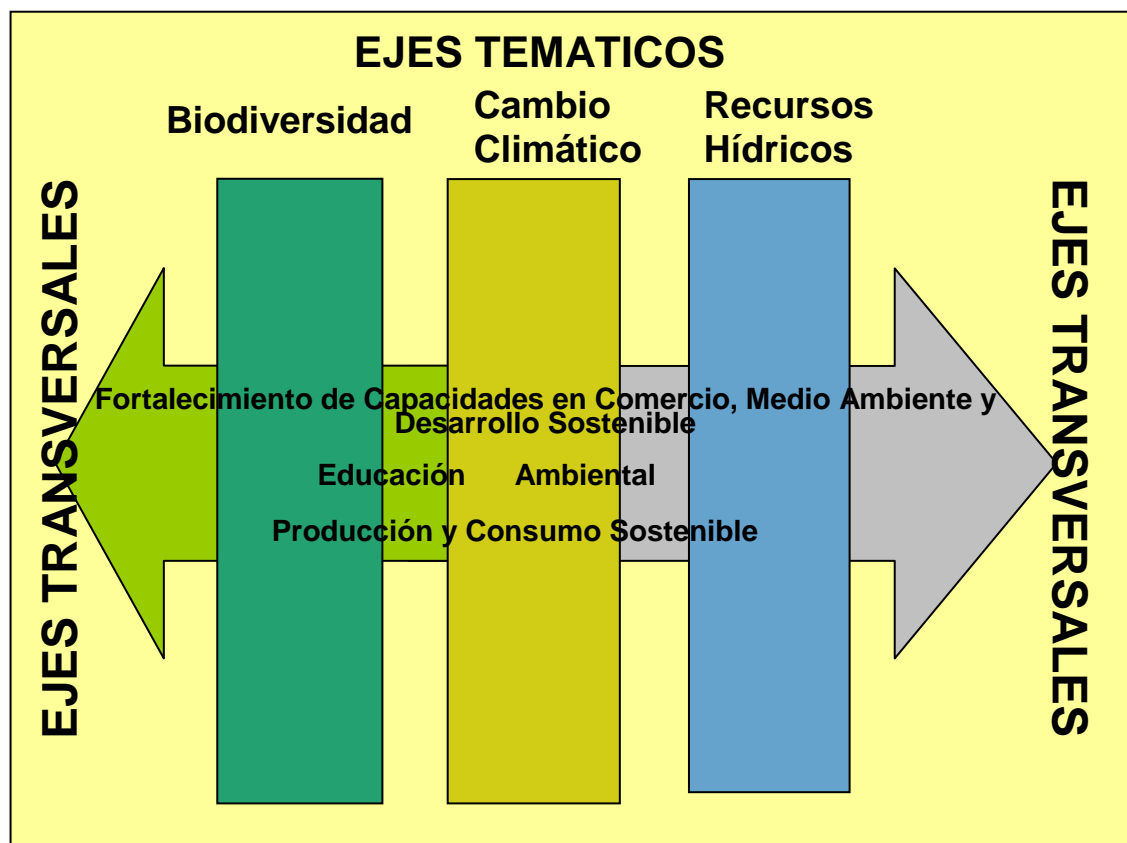 EJES TEMATICOS
Biodiversidad
Cambio
Climático
Recursos
Hídricos
EJES TRANSVERSALES
Fortalecimiento de Capacidades en Comercio, Medio Ambiente y
Desarrollo Sostenible
Educación Ambiental
Producción y Consumo Sostenible
EJES TRANSVERSALES